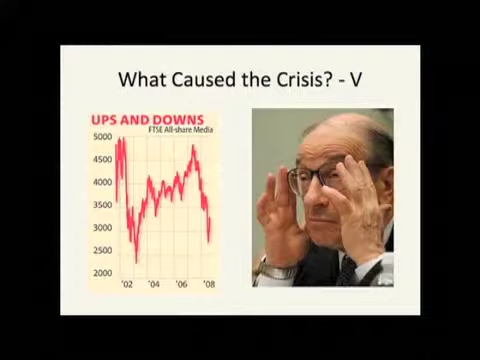 What Caused the Crisis? - V
UPS AND DOWNS
FTSE All-share Media
5000
4500
4000
3500
3000
2500
2000
'02 '04 '06 '08